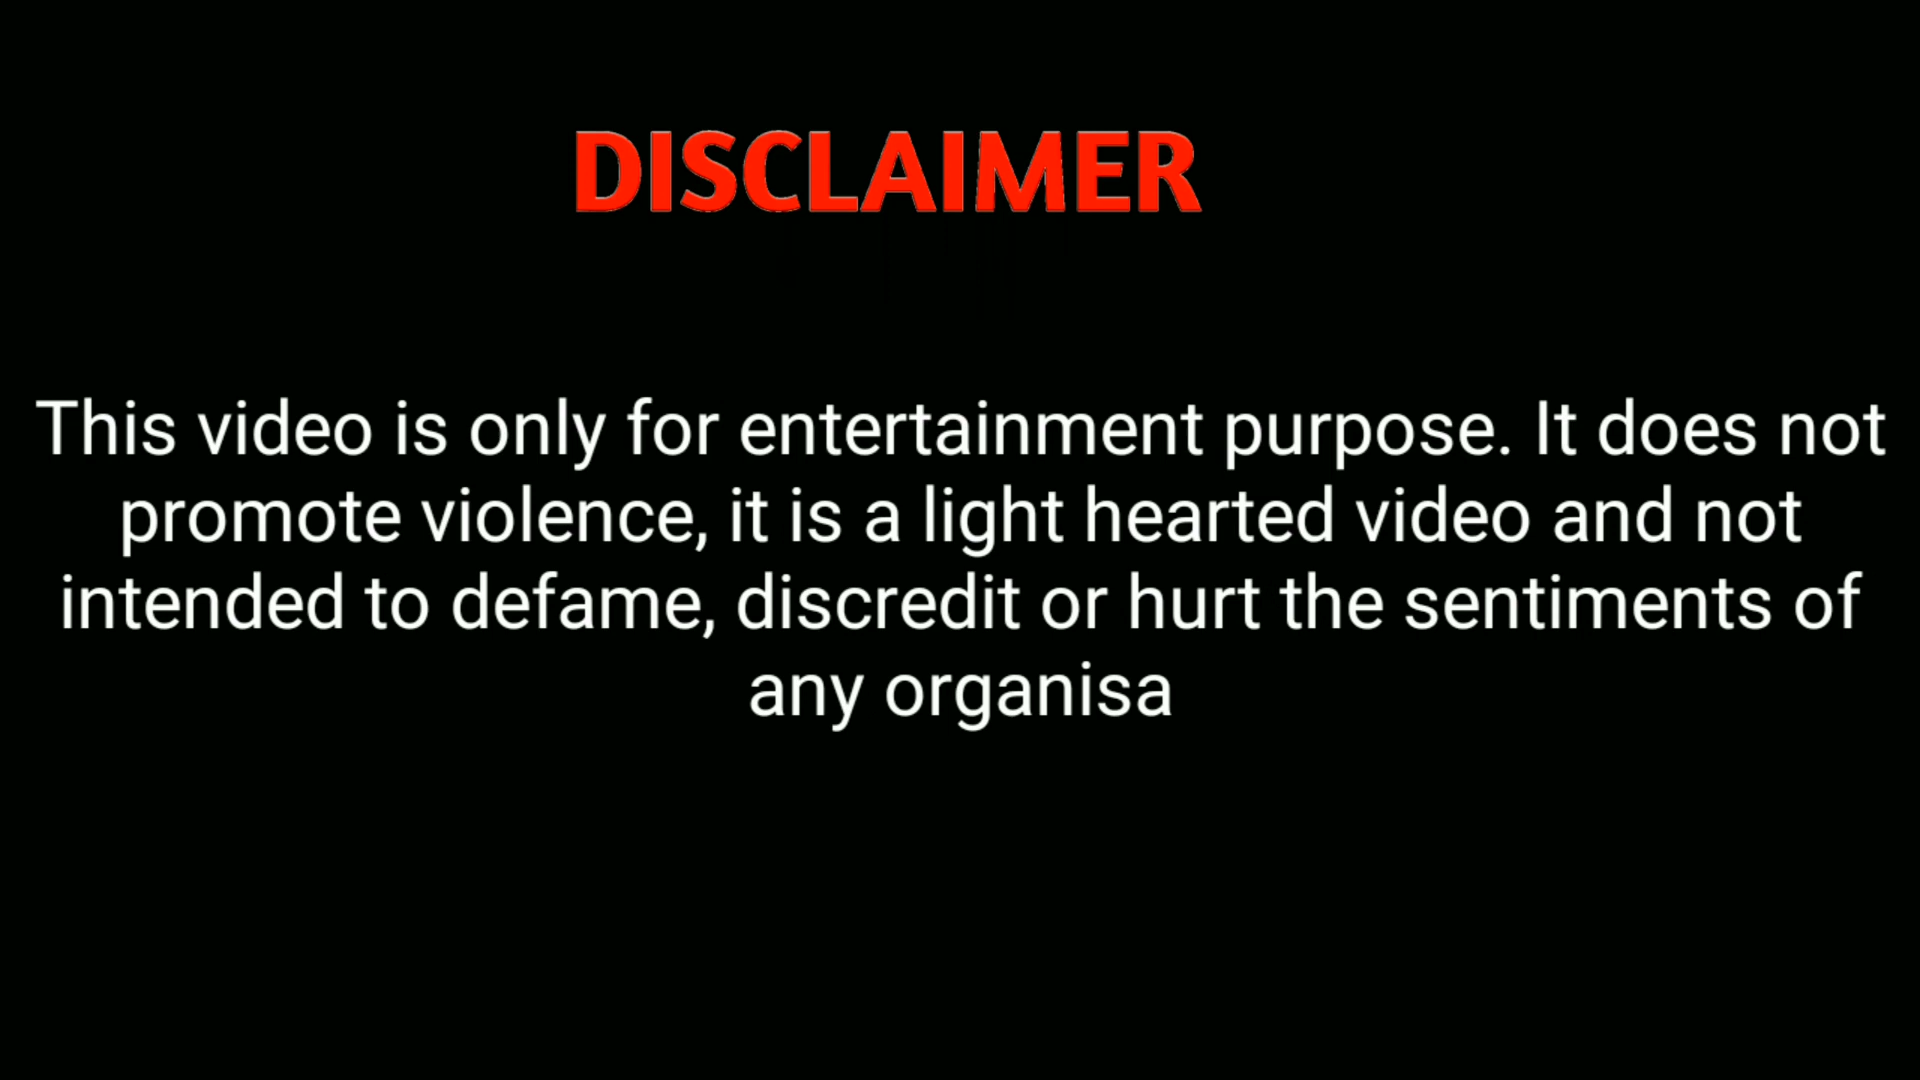 DISCLAIMER
This video is only for entertainment purpose. It does not
promote violence, it is a light hearted video and not
intended to defame, discredit or hurt the sentiments of
any organisa